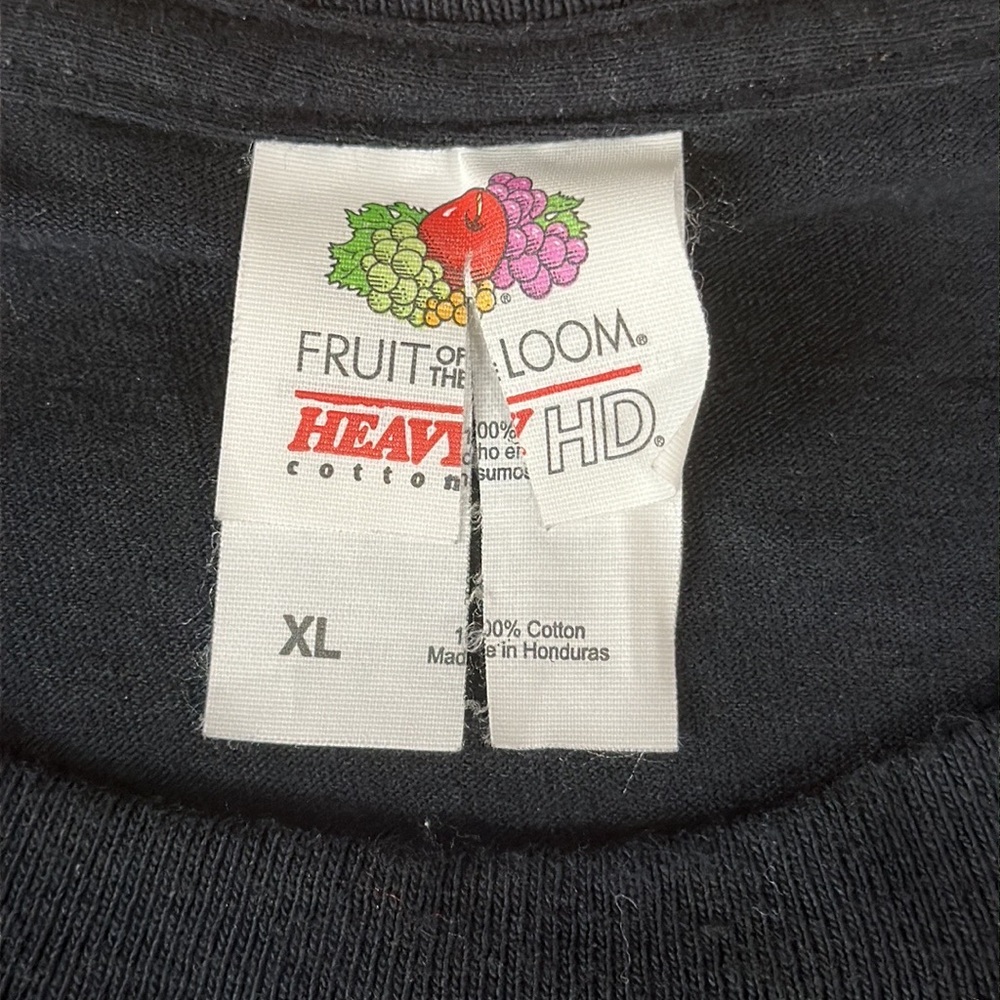 ®
FRUIT OF THE LOOM®
HEAVY HD®
cotton
100%
XL
100% Cotton
Made in Honduras